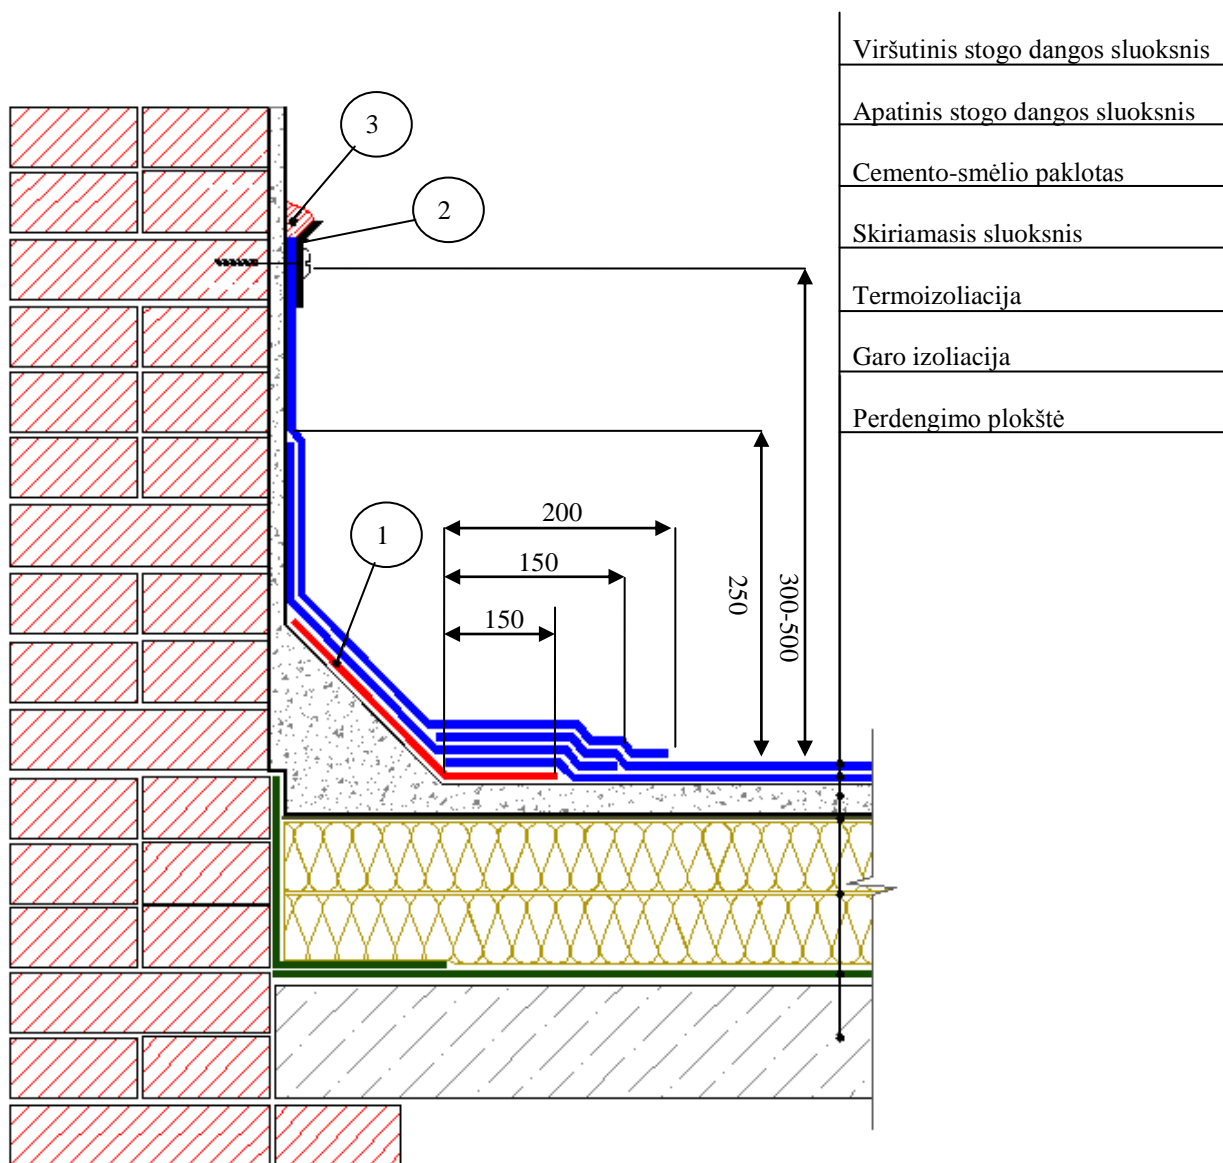 Viršutinis stogo dangos sluoksnis
Apatinis stogo dangos sluoksnis
Cemento-smėlio paklotas
Skiriamasis sluoksnis
Termoizoliacija
Garo izoliacija
Perdengimo plokštė
3
2
1
200
150
150
250
300-500